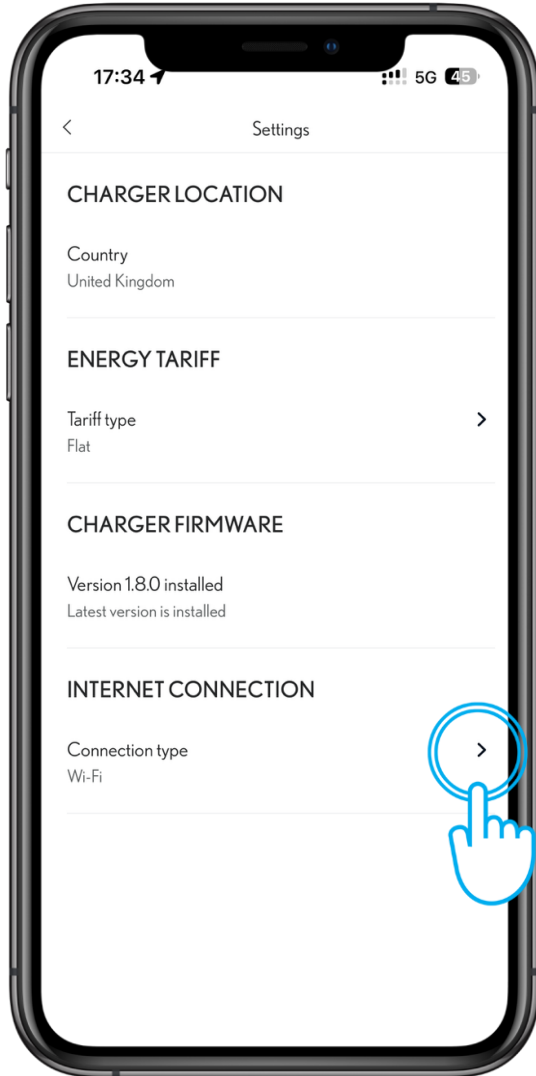 17:34 5G 45
Settings
CHARGER LOCATION
Country
United Kingdom
ENERGY TARIFF
Tariff type
Flat
CHARGER FIRMWARE
Version 1.8.0 installed
Latest version is installed
INTERNET CONNECTION
Connection type
Wi-Fi